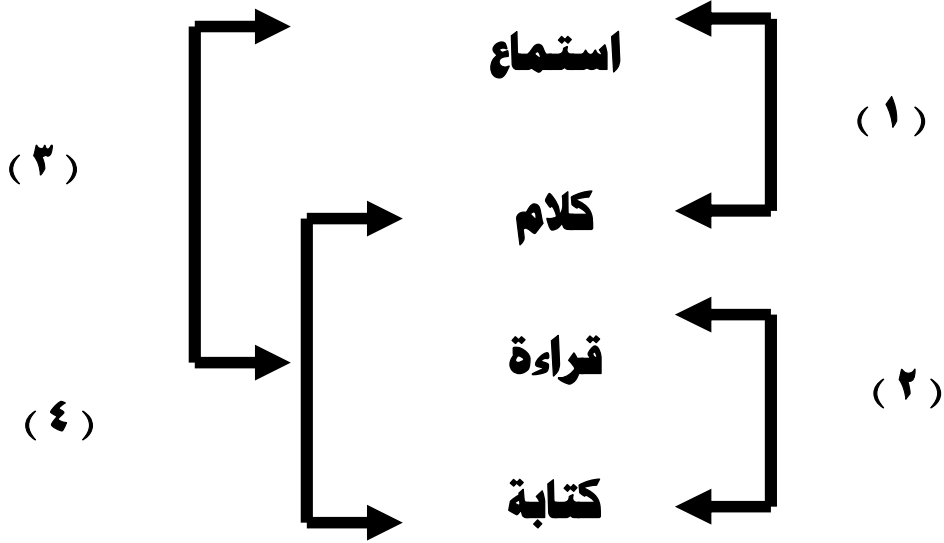 استماع
( ١ )
( ٣ )
كلام
قراءة
( ٢ )
( ٤ )
كتابة